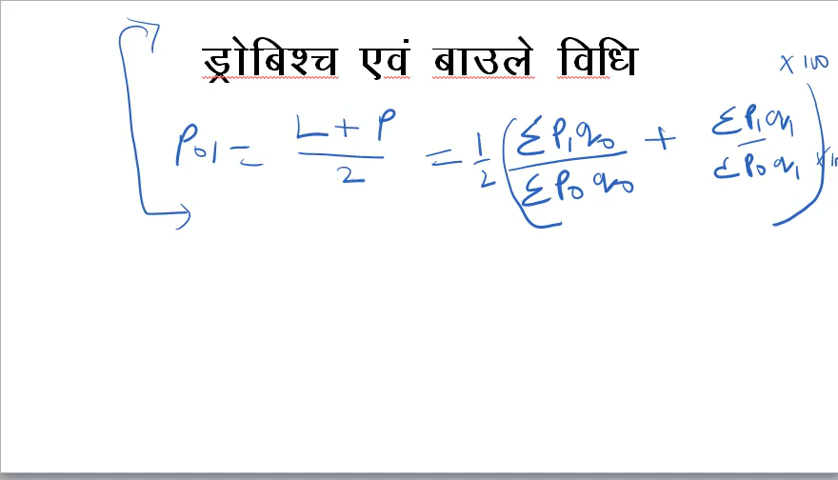 ड्रोबिश्च एवं बाउले विधि
P₀₁ = L + P / 2 = 1/2 ( ΣP₁q₀ / ΣP₀q₀ + ΣP₁q₁ / ΣP₀q₁ ) × 100